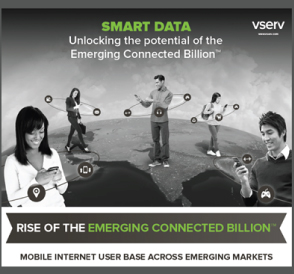 SMART DATA
vserv
Unlocking the potential of the
Emerging Connected Billion™
RISE OF THE EMERGING CONNECTED BILLION™
MOBILE INTERNET USER BASE ACROSS EMERGING MARKETS